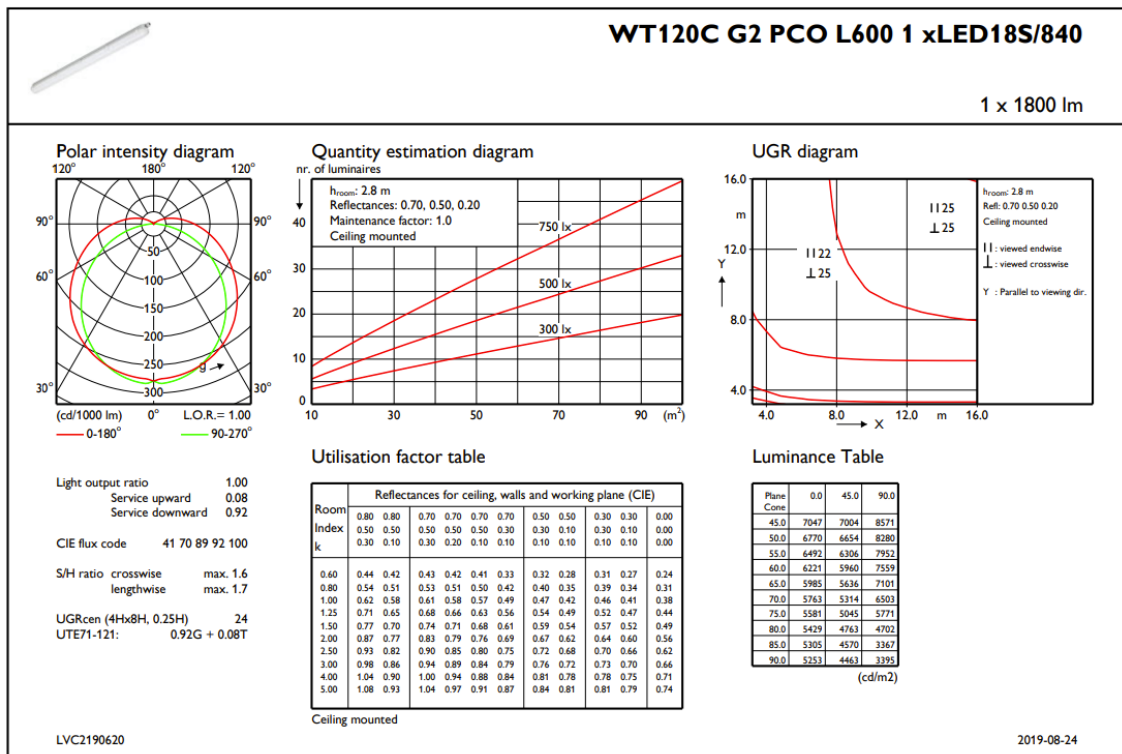 WT120C G2 PCO L600 1 xLED18S/840
1 x 1800 lm
Polar intensity diagram
120° 180° 120°
90° 90°
60° 60°
30° 30°
50
100
150
200
250
300
g
(cd/1000 lm) 0° L.O.R.= 1.00
0-180° 90-270°
Quantity estimation diagram
nr. of luminaires
hroom: 2.8 m
Reflectances: 0.70, 0.50, 0.20
Maintenance factor: 1.0
Ceiling mounted
40
30
20
10
0
750 lx
500 lx
300 lx
10 30 50 70 90 (m²)
UGR diagram
16.0
m
12.0
Y
8.0
4.0
II 25
⊥ 25
II 22
⊥ 25
4.0 8.0 12.0 m 16.0
X
hroom: 2.8 m
Refl: 0.70 0.50 0.20
Ceiling mounted
II : viewed endwise
⊥ : viewed crosswise
Y : Parallel to viewing dir.
Light output ratio 1.00
Service upward 0.08
Service downward 0.92
CIE flux code 41 70 89 92 100
S/H ratio crosswise max. 1.6
lengthwise max. 1.7
UGRcen (4Hx8H, 0.25H) 24
UTE71-121: 0.92G + 0.08T
Utilisation factor table
Room
Index
k
Reflectances for ceiling, walls and working plane (CIE)
0.80 0.80 0.70 0.70 0.70 0.70 0.50 0.50 0.30 0.30 0.00
0.50 0.50 0.50 0.50 0.50 0.30 0.30 0.10 0.30 0.10 0.00
0.30 0.10 0.30 0.20 0.10 0.10 0.10 0.10 0.10 0.10 0.00
0.60 0.44 0.42 0.43 0.42 0.41 0.33 0.32 0.28 0.31 0.27 0.24
0.80 0.54 0.51 0.53 0.51 0.50 0.42 0.40 0.35 0.39 0.34 0.31
1.00 0.62 0.58 0.61 0.58 0.57 0.49 0.47 0.42 0.46 0.41 0.38
1.25 0.71 0.65 0.68 0.66 0.63 0.56 0.54 0.49 0.52 0.47 0.44
1.50 0.77 0.70 0.74 0.71 0.68 0.61 0.59 0.54 0.57 0.52 0.49
2.00 0.87 0.77 0.83 0.79 0.76 0.69 0.67 0.62 0.64 0.60 0.56
2.50 0.93 0.82 0.90 0.85 0.80 0.75 0.72 0.68 0.70 0.66 0.62
3.00 0.98 0.86 0.94 0.89 0.84 0.79 0.76 0.72 0.73 0.70 0.66
4.00 1.04 0.90 1.00 0.94 0.88 0.84 0.81 0.78 0.78 0.75 0.71
5.00 1.08 0.93 1.04 0.97 0.91 0.87 0.84 0.81 0.81 0.79 0.74
Ceiling mounted
Luminance Table
Plane 0.0 45.0 90.0
Cone
45.0 7047 7004 8571
50.0 6770 6654 8280
55.0 6492 6306 7952
60.0 6221 5960 7559
65.0 5985 5636 7101
70.0 5763 5314 6503
75.0 5581 5045 5771
80.0 5429 4763 4702
85.0 5305 4570 3367
90.0 5253 4463 3395
(cd/m2)
LVC2190620
2019-08-24